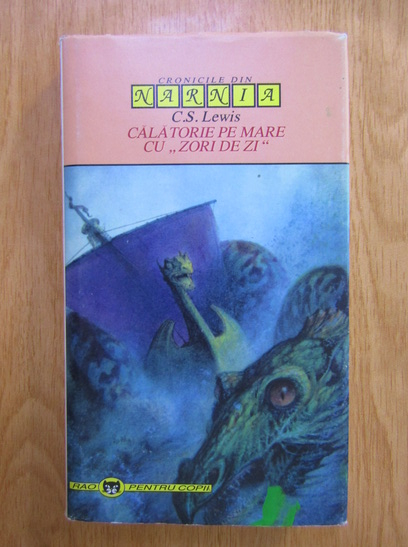 CRONICILE DIN
NARNIA
C.S. Lewis
CĂLĂTORIE PE MARE
CU „ZORI DE ZI“
RAO PENTRU COPII